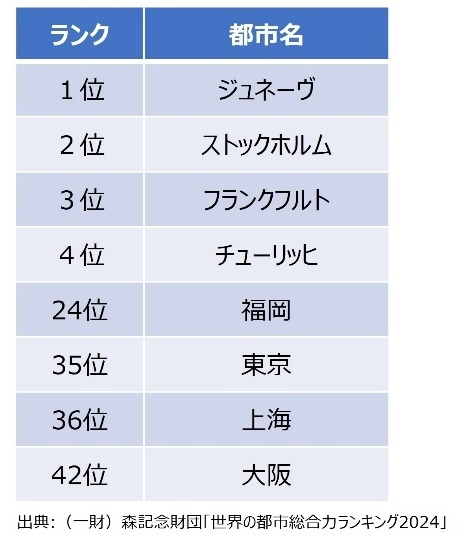 ランク 都市名
１位 ジュネーヴ
２位 ストックホルム
３位 フランクフルト
４位 チューリッヒ
24位 福岡
35位 東京
36位 上海
42位 大阪
出典:（一財）森記念財団「世界の都市総合力ランキング2024」